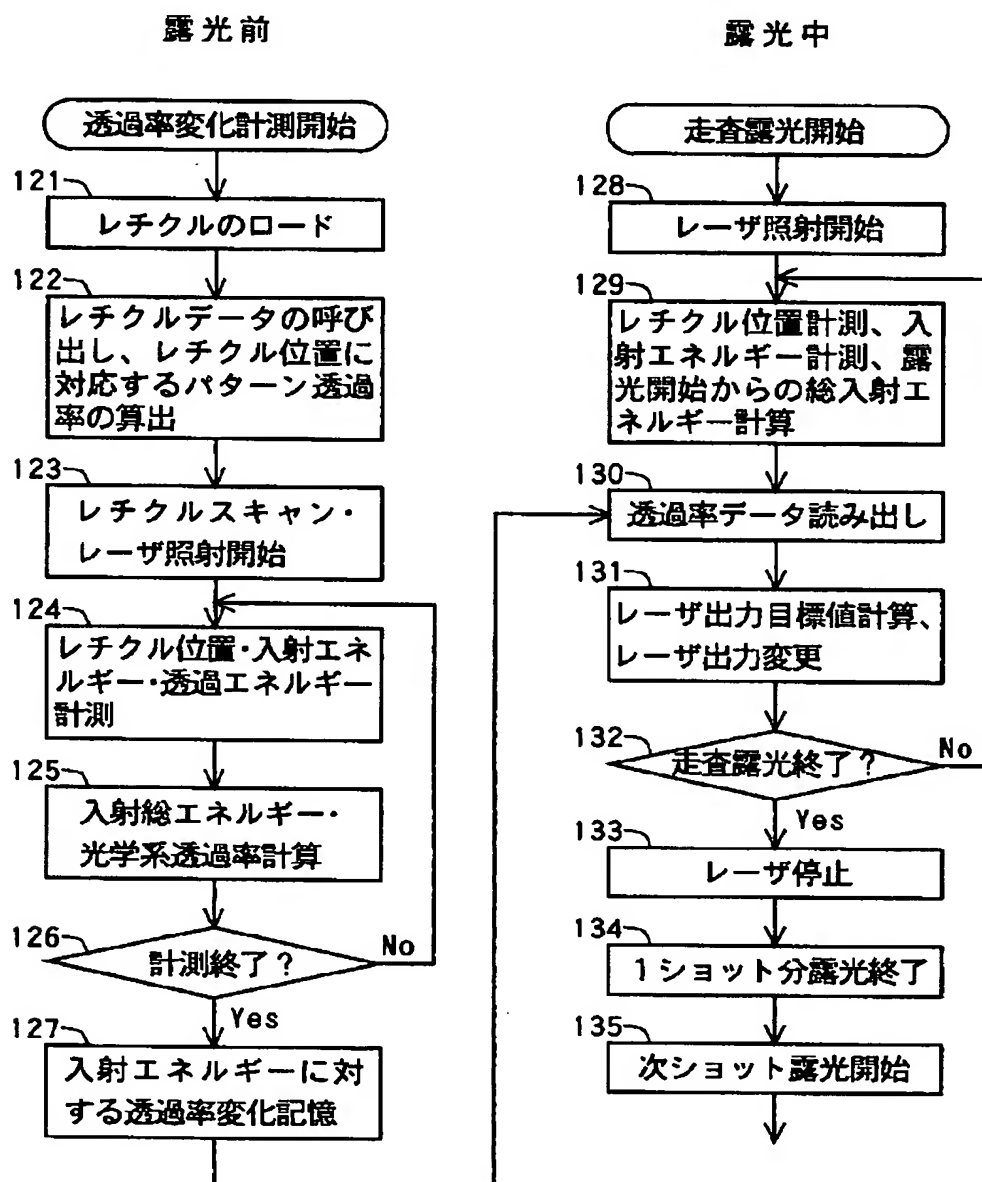 露光前
透過率変化計測開始
121
レチクルのロード
122
レチクルデータの呼び
出し、レチクル位置に
対応するパターン透過
率の算出
123
レチクルスキャン・
レーザ照射開始
124
レチクル位置・入射エネ
ルギー・透過エネルギー
計測
125
入射総エネルギー・
光学系透過率計算
126
計測終了?
No
Yes
127
入射エネルギーに対
する透過率変化記憶
露光中
走査露光開始
128
レーザ照射開始
129
レチクル位置計測、入
射エネルギー計測、露
光開始からの総入射エ
ネルギー計算
130
透過率データ読み出し
131
レーザ出力目標値計算、
レーザ出力変更
132
走査露光終了?
No
Yes
133
レーザ停止
134
1ショット分露光終了
135
次ショット露光開始